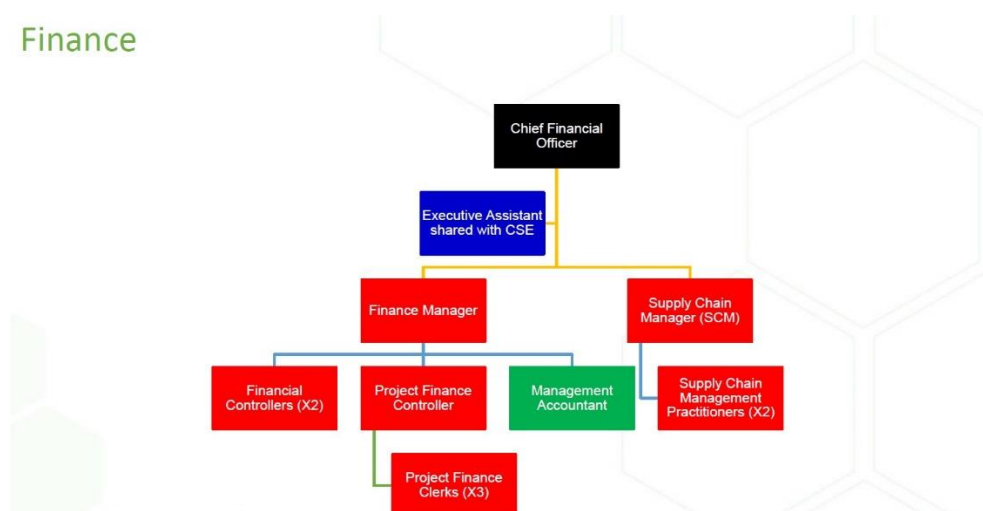 Finance
Chief Financial
Officer
Executive Assistant
shared with CSE
Finance Manager
Supply Chain
Manager (SCM)
Financial
Controllers (X2)
Project Finance
Controller
Management
Accountant
Supply Chain
Management
Practitioners (X2)
Project Finance
Clerks (X3)